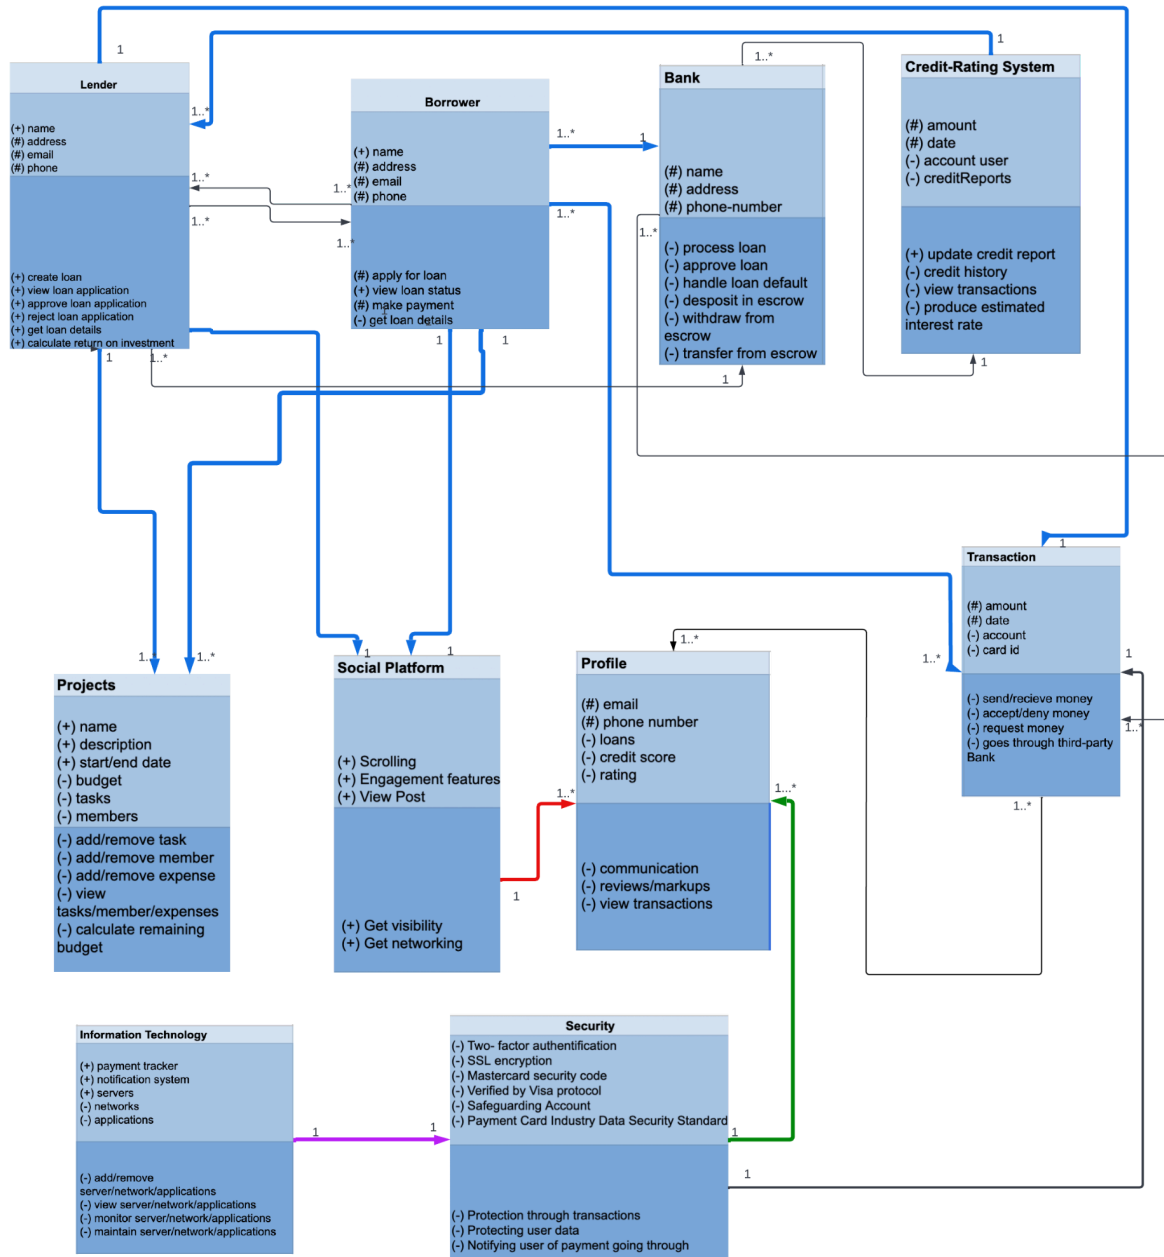 1
1
1..*
Lender
(+) name
(#) address
(#) email
(#) phone
(+) create loan
(+) view loan application
(+) approve loan application
(+) reject loan application
(+) get loan details
(+) calculate return on investment
1..*
1..*
1..*
1
1..*
Borrower
(+) name
(#) address
(#) email
(#) phone
(#) apply for loan
(+) view loan status
(#) make payment
(-) get loan details
1..*
1..*
1..*
1..*
1
1
1
Bank
(#) name
(#) address
(#) phone-number
(-) process loan
(-) approve loan
(-) handle loan default
(-) desposit in escrow
(-) withdraw from
escrow
(-) transfer from escrow
1..*
1
Credit-Rating System
(#) amount
(#) date
(-) account user
(-) creditReports
(+) update credit report
(-) credit history
(-) view transactions
(-) produce estimated
interest rate
1
1
Transaction
(#) amount
(#) date
(-) account
(-) card id
(-) send/recieve money
(-) accept/deny money
(-) request money
(-) goes through third-party
Bank
1..*
1
1..*
1..*
1..*
1..*
Projects
(+) name
(+) description
(+) start/end date
(-) budget
(-) tasks
(-) members
(-) add/remove task
(-) add/remove member
(-) add/remove expense
(-) view
tasks/member/expenses
(-) calculate remaining
budget
1
1
Social Platform
(+) Scrolling
(+) Engagement features
(+) View Post
(+) Get visibility
(+) Get networking
1
1..*
1..*
Profile
(#) email
(#) phone number
(-) loans
(-) credit score
(-) rating
(-) communication
(-) reviews/markups
(-) view transactions
1...*
Information Technology
(+) payment tracker
(+) notification system
(+) servers
(-) networks
(-) applications
(-) add/remove
server/network/applications
(-) view server/network/applications
(-) monitor server/network/applications
(-) maintain server/network/applications
1
1
Security
(-) Two- factor authentification
(-) SSL encryption
(-) Mastercard security code
(-) Verified by Visa protocol
(-) Safeguarding Account
(-) Payment Card Industry Data Security Standard
(-) Protection through transactions
(-) Protecting user data
(-) Notifying user of payment going through
1
1